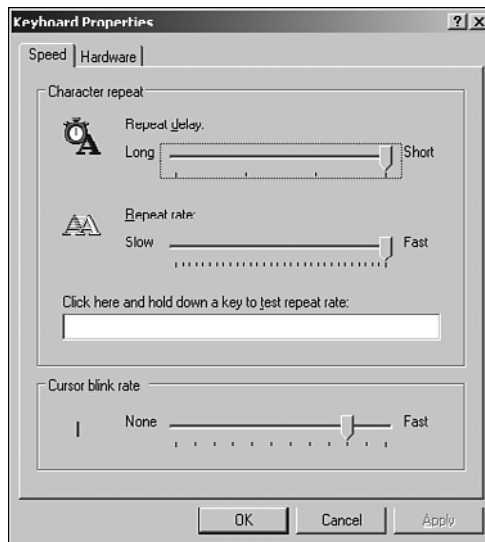 Keyboard Properties
Speed Hardware
Character repeat
Repeat delay:
Long Short
Repeat rate:
Slow Fast
Click here and hold down a key to test repeat rate:
Cursor blink rate
None Fast
OK Cancel Apply